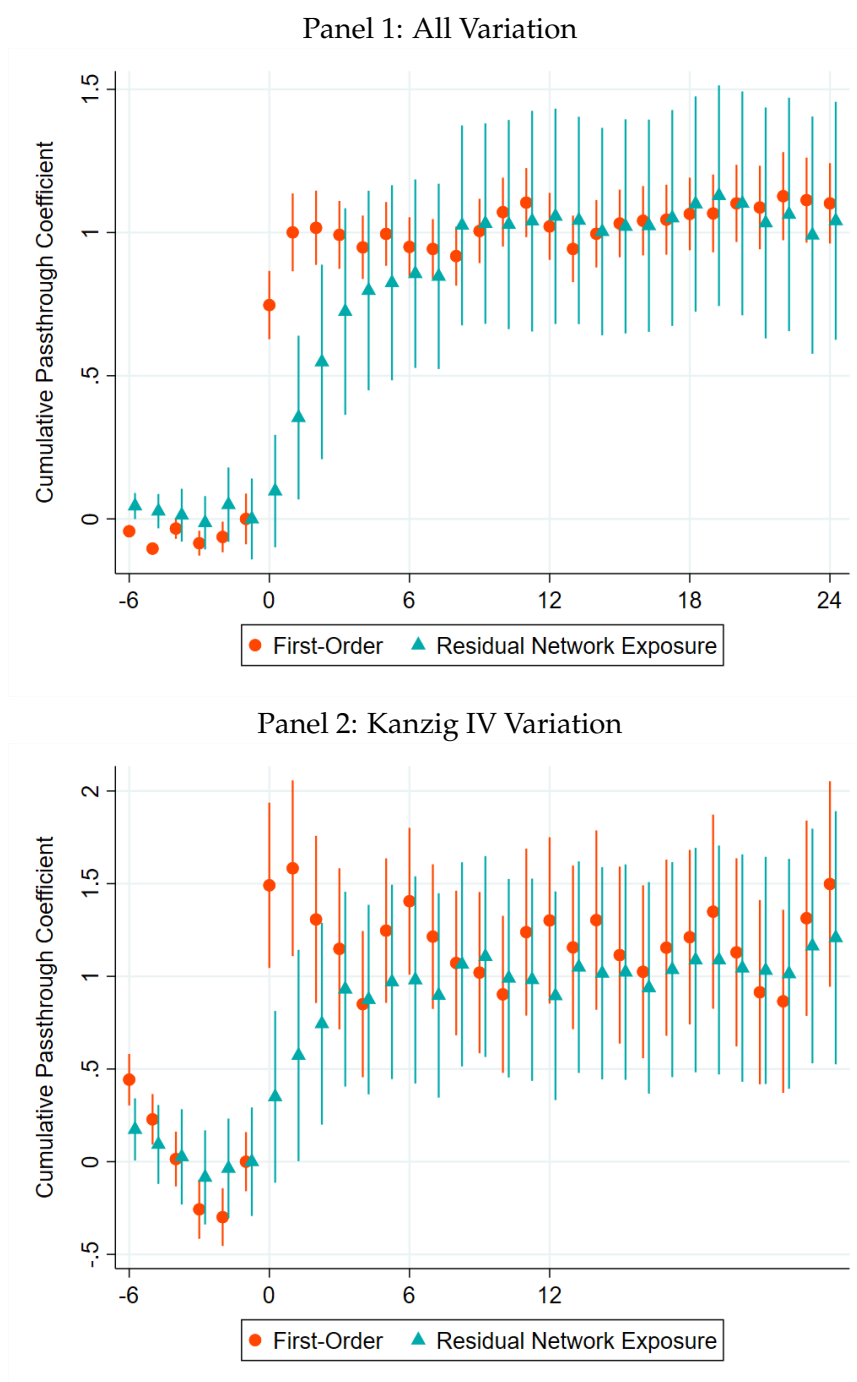 Panel 1: All Variation
Cumulative Passthrough Coefficient
1.5
1
.5
0
-6 0 6 12 18 24
First-Order Residual Network Exposure
Panel 2: Kanzig IV Variation
Cumulative Passthrough Coefficient
2
1.5
1
.5
0
-.5
-6 0 6 12
First-Order Residual Network Exposure